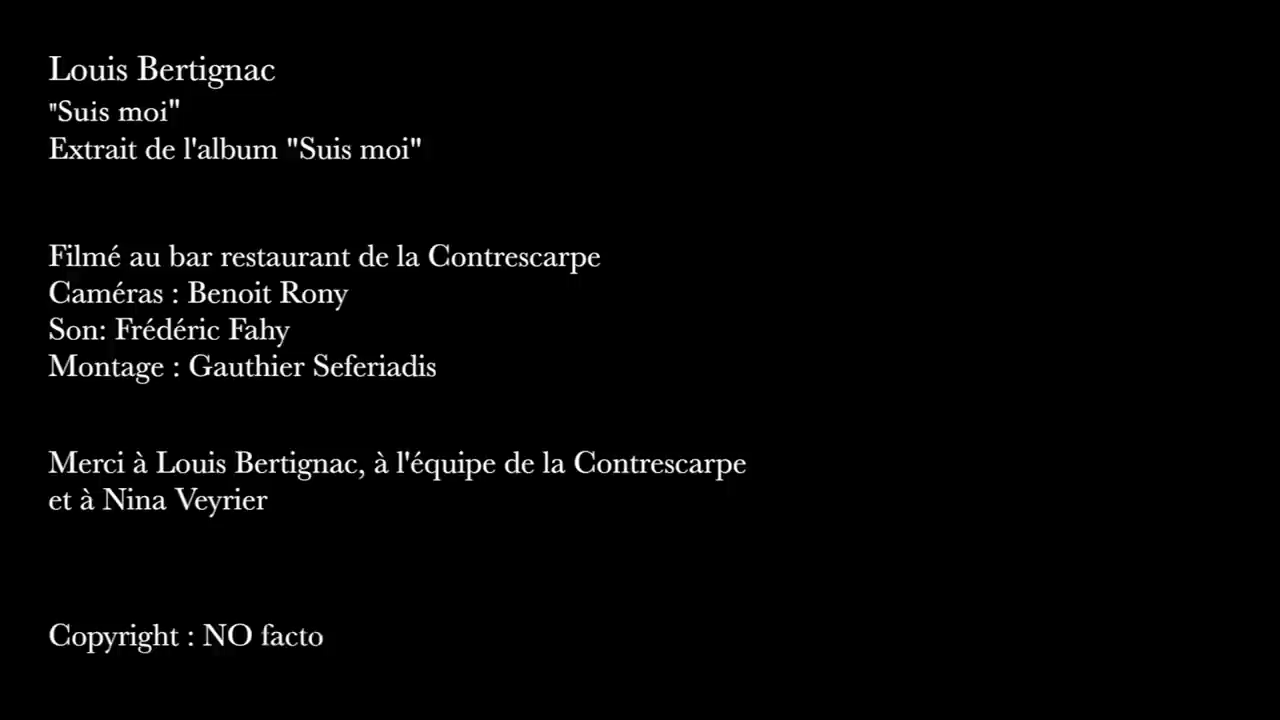 Louis Bertignac
"Suis moi"
Extrait de l'album "Suis moi"
Filmé au bar restaurant de la Contrescarpe
Caméras : Benoit Rony
Son: Frédéric Fahy
Montage : Gauthier Seferiadis
Merci à Louis Bertignac, à l'équipe de la Contrescarpe
et à Nina Veyrier
Copyright : NO facto